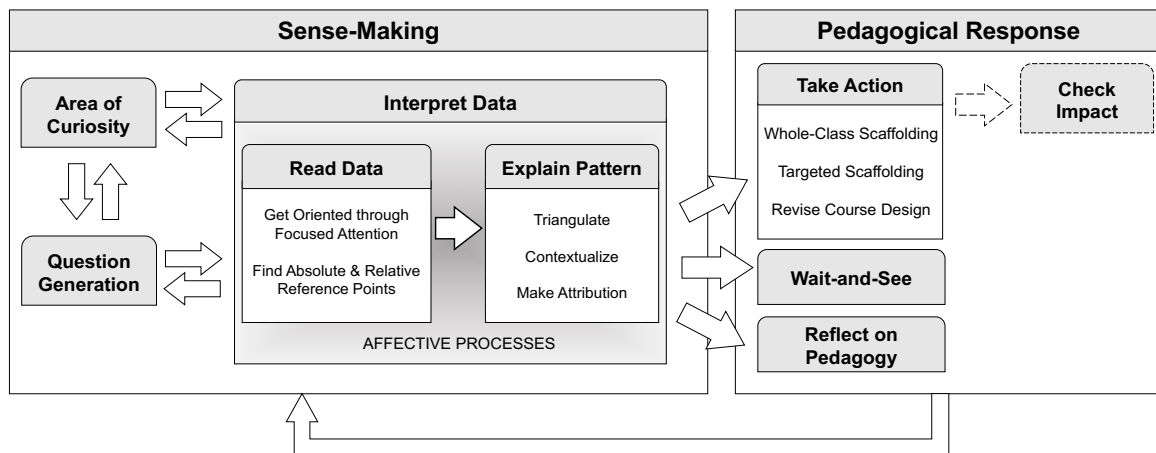 Sense-Making
Area of
Curiosity
Question
Generation
Interpret Data
Read Data
Get Oriented through
Focused Attention
Find Absolute & Relative
Reference Points
Explain Pattern
Triangulate
Contextualize
Make Attribution
AFFECTIVE PROCESSES
Pedagogical Response
Take Action
Whole-Class Scaffolding
Targeted Scaffolding
Revise Course Design
Check
Impact
Wait-and-See
Reflect on
Pedagogy